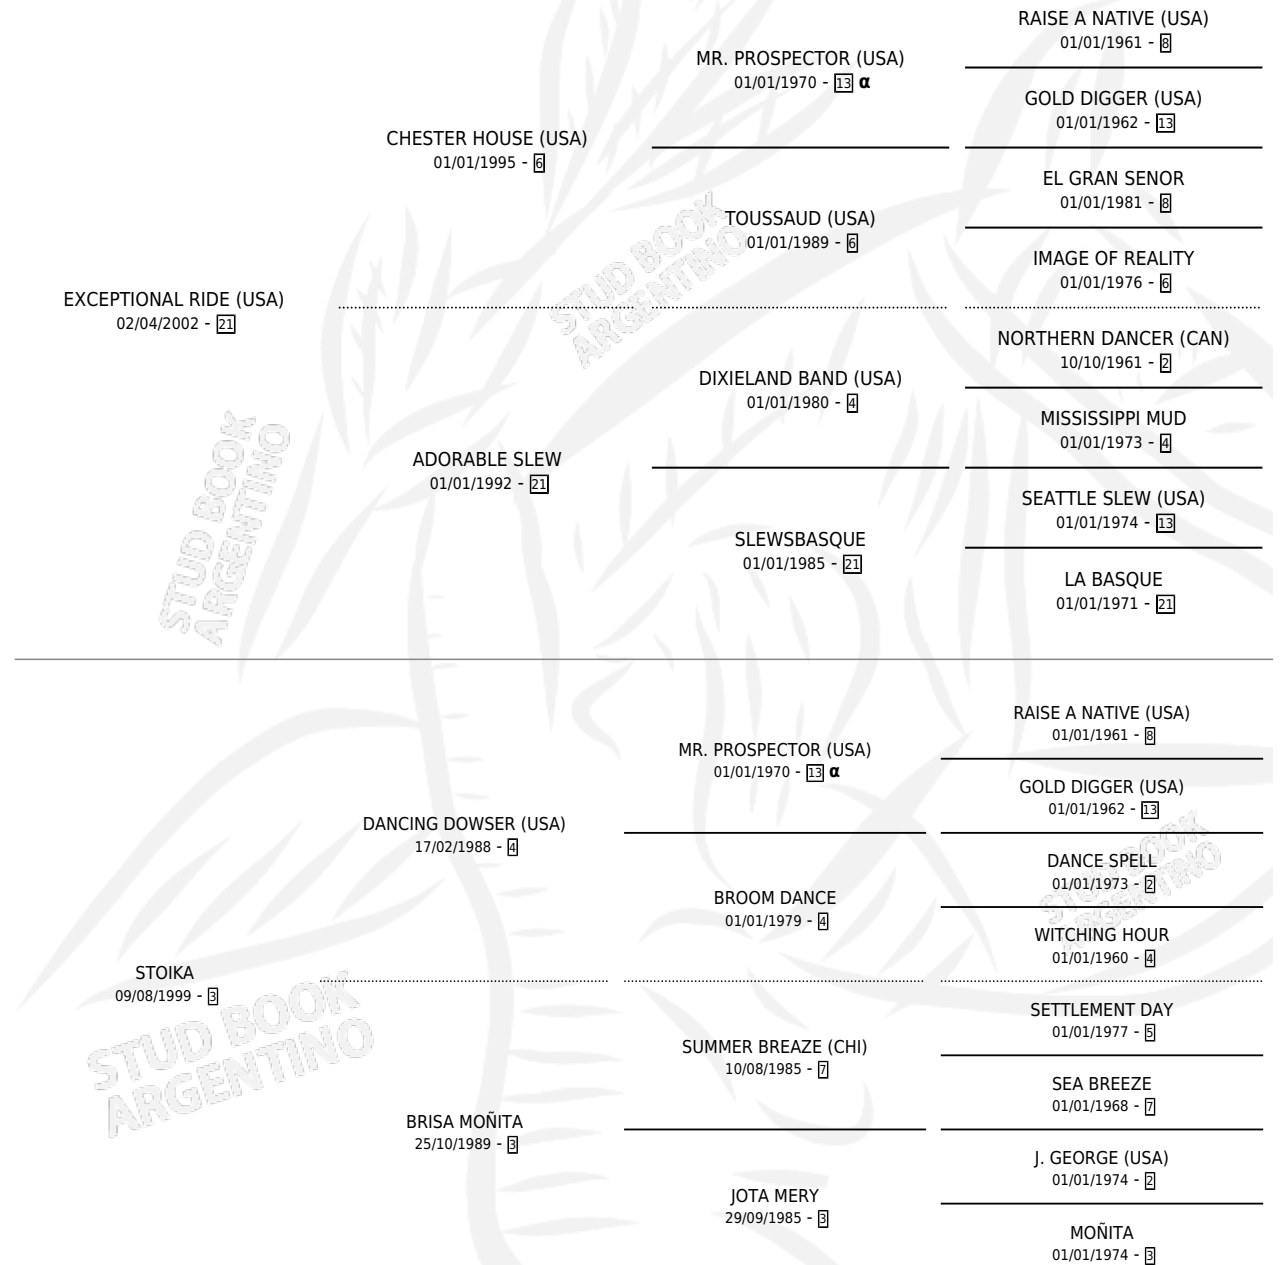 RAISE A NATIVE (USA)
01/01/1961 - 8
MR. PROSPECTOR (USA)
01/01/1970 - 13 α
GOLD DIGGER (USA)
01/01/1962 - 13
CHESTER HOUSE (USA)
01/01/1995 - 6
EL GRAN SENOR
01/01/1981 - 8
TOUSSAUD (USA)
01/01/1989 - 6
IMAGE OF REALITY
01/01/1976 - 6
EXCEPTIONAL RIDE (USA)
02/04/2002 - 21
NORTHERN DANCER (CAN)
10/10/1961 - 2
DIXIELAND BAND (USA)
01/01/1980 - 4
MISSISSIPPI MUD
01/01/1973 - 4
ADORABLE SLEW
01/01/1992 - 21
SEATTLE SLEW (USA)
01/01/1974 - 13
SLEWSBASQUE
01/01/1985 - 21
LA BASQUE
01/01/1971 - 21
RAISE A NATIVE (USA)
01/01/1961 - 8
MR. PROSPECTOR (USA)
01/01/1970 - 13 α
GOLD DIGGER (USA)
01/01/1962 - 13
DANCING DOWSER (USA)
17/02/1988 - 4
DANCE SPELL
01/01/1973 - 2
BROOM DANCE
01/01/1979 - 4
WITCHING HOUR
01/01/1960 - 4
STOIKA
09/08/1999 - 3
SETTLEMENT DAY
01/01/1977 - 5
SUMMER BREAZE (CHI)
10/08/1985 - 7
SEA BREEZE
01/01/1968 - 7
BRISA MOÑITA
25/10/1989 - 3
J. GEORGE (USA)
01/01/1974 - 2
JOTA MERY
29/09/1985 - 3
MOÑITA
01/01/1974 - 3
STUD BOOK
ARGENTINO
STUD BOOK
ARGENTINO
STUD BOOK
ARGENTINO
STUD BOOK
ARGENTINO